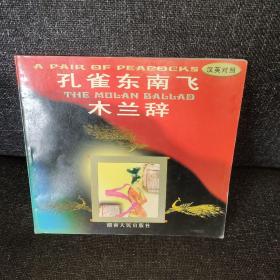 A PAIR OF PEACOCKS
汉英对照
孔雀东南飞
THE MULAN BALLAD
木兰辞
湖南人民出版社